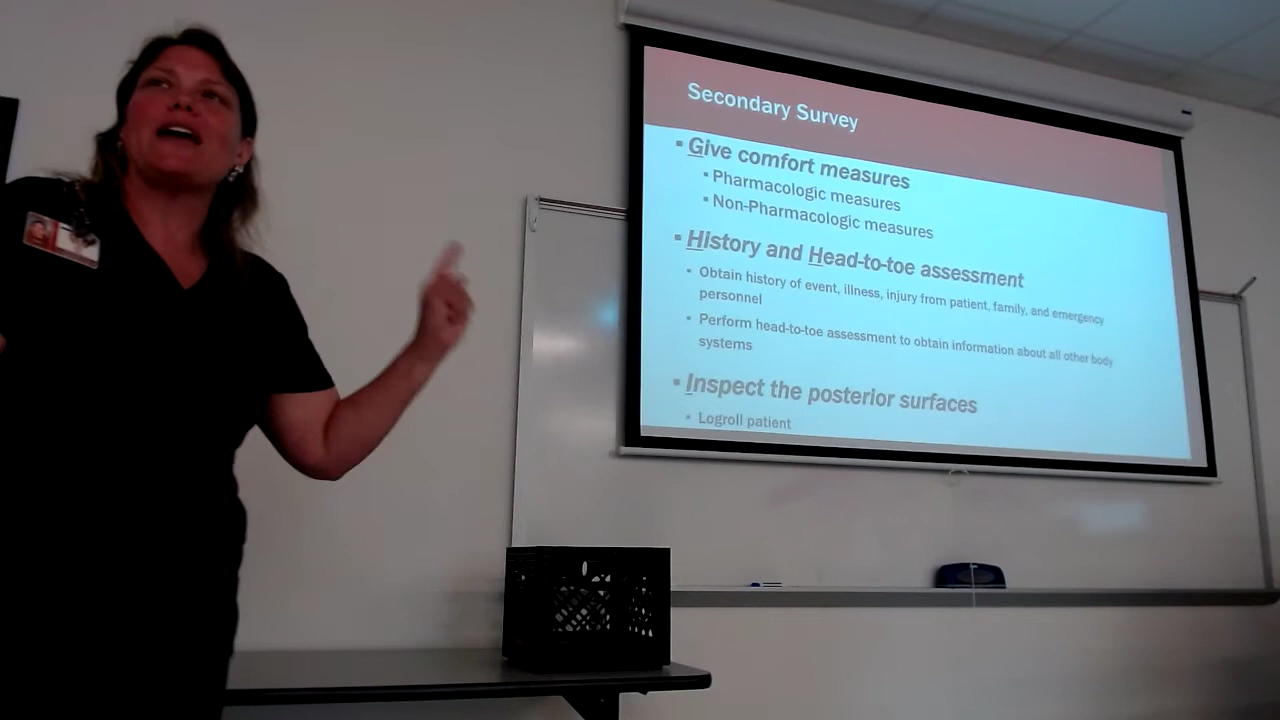 Secondary Survey
▪ Give comfort measures
▪ Pharmacologic measures
▪ Non-Pharmacologic measures
▪ History and Head-to-toe assessment
• Obtain history of event, illness, injury from patient, family, and emergency
personnel
• Perform head-to-toe assessment to obtain information about all other body
systems
▪ Inspect the posterior surfaces
• Logroll patient